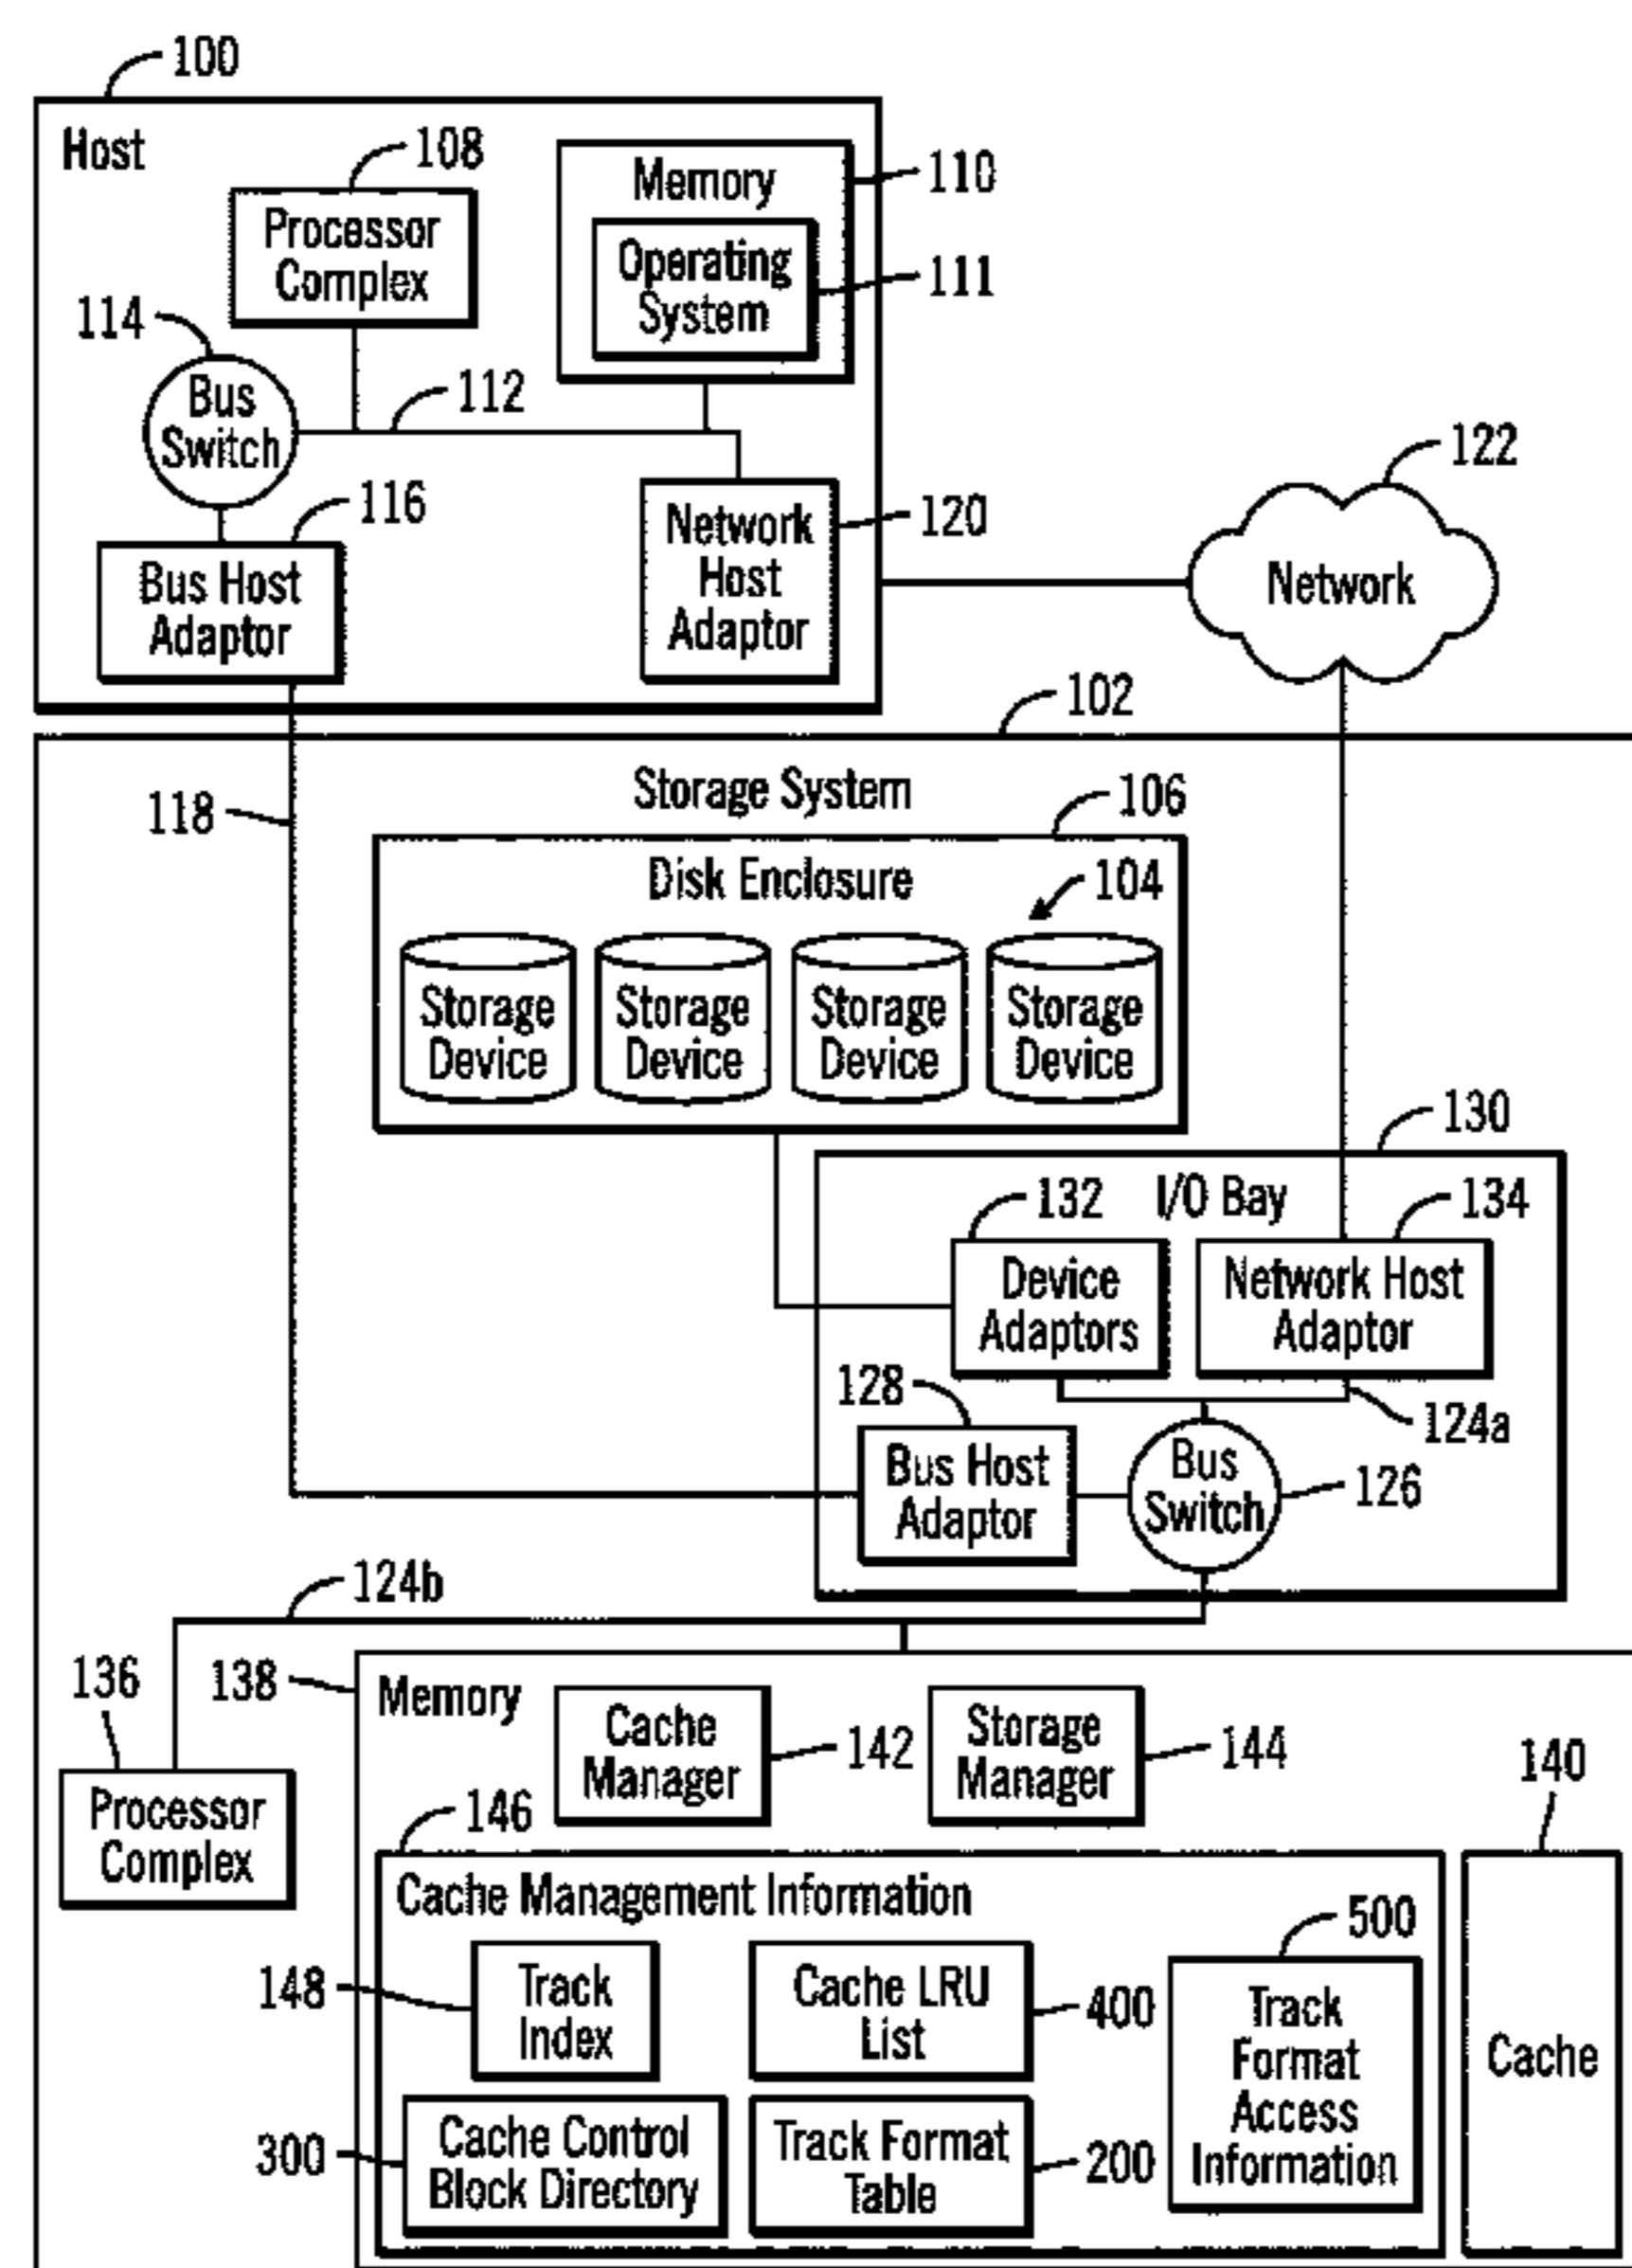 100
Host
108
Processor
Complex
Memory
110
Operating
System
111
114
Bus
Switch
112
116
Bus Host
Adaptor
Network
Host
Adaptor
120
122
Network
102
118
Storage System
106
Disk Enclosure
104
Storage
Device
Storage
Device
Storage
Device
Storage
Device
130
132
I/O Bay
134
Device
Adaptors
Network Host
Adaptor
128
124a
Bus Host
Adaptor
Bus
Switch
126
124b
136
138
Memory
Cache
Manager
142
Storage
Manager
144
140
Processor
Complex
146
Cache Management Information
500
148
Track
Index
Cache LRU
List
400
Track
Format
Access
Information
Cache
300
Cache Control
Block Directory
Track Format
Table
200